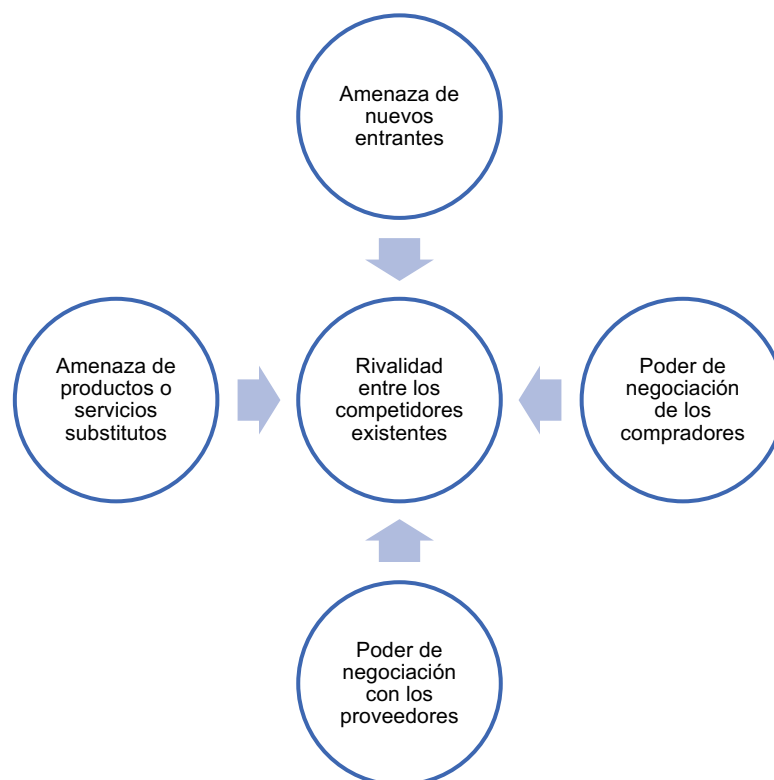 Amenaza de
nuevos
entrantes
Amenaza de
productos o
servicios
substitutos
Rivalidad
entre los
competidores
existentes
Poder de
negociación
de los
compradores
Poder de
negociación
con los
proveedores